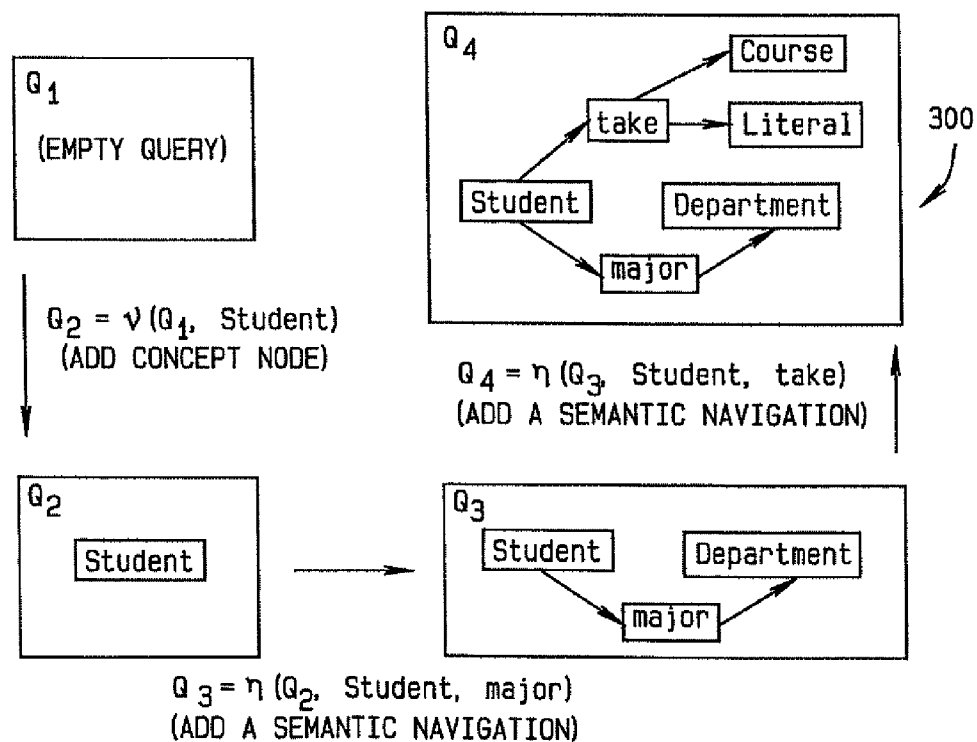 Q1
(EMPTY QUERY)
Q2 = ν (Q1, Student)
(ADD CONCEPT NODE)
Q2
Student
Q3 = η (Q2, Student, major)
(ADD A SEMANTIC NAVIGATION)
Q3
Student
Department
major
Q4 = η (Q3, Student, take)
(ADD A SEMANTIC NAVIGATION)
Q4
Course
take
Literal
Student
Department
major
300